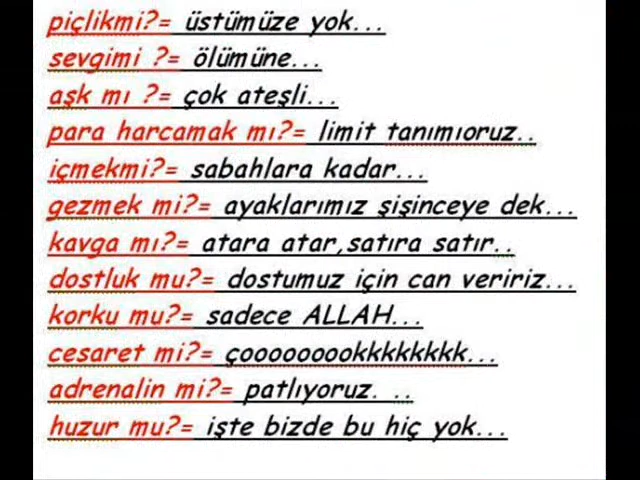 piçlikmi?= üstümüze yok...
sevgimi ?= ölümüne...
aşk mı ?= çok ateşli...
para harcamak mı?= limit tanımıoruz..
içmekmi?= sabahlara kadar...
gezmek mi?= ayaklarımız şişinceye dek...
kavga mı?= atara atar,satıra satır..
dostluk mu?= dostumuz için can veririz...
korku mu?= sadece ALLAH...
cesaret mi?= çooooooookkkkkkkk...
adrenalin mi?= patlıyoruz. ..
huzur mu?= işte bizde bu hiç yok...